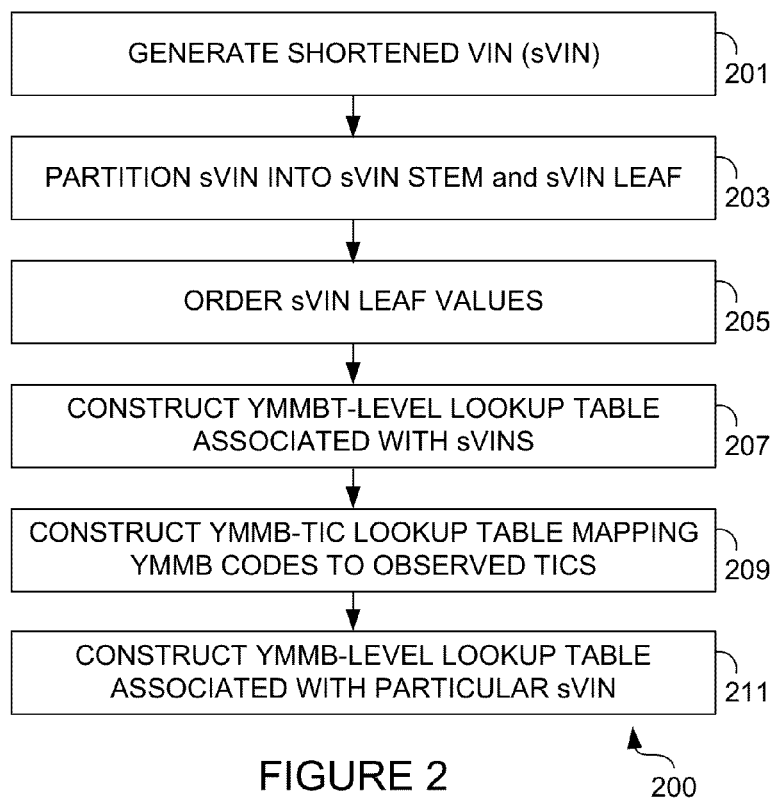 GENERATE SHORTENED VIN (sVIN)
201
PARTITION sVIN INTO sVIN STEM and sVIN LEAF
203
ORDER sVIN LEAF VALUES
205
CONSTRUCT YMMBT-LEVEL LOOKUP TABLE
ASSOCIATED WITH sVINS
207
CONSTRUCT YMMB-TIC LOOKUP TABLE MAPPING
YMMB CODES TO OBSERVED TICS
209
CONSTRUCT YMMB-LEVEL LOOKUP TABLE
ASSOCIATED WITH PARTICULAR sVIN
211
FIGURE 2
200